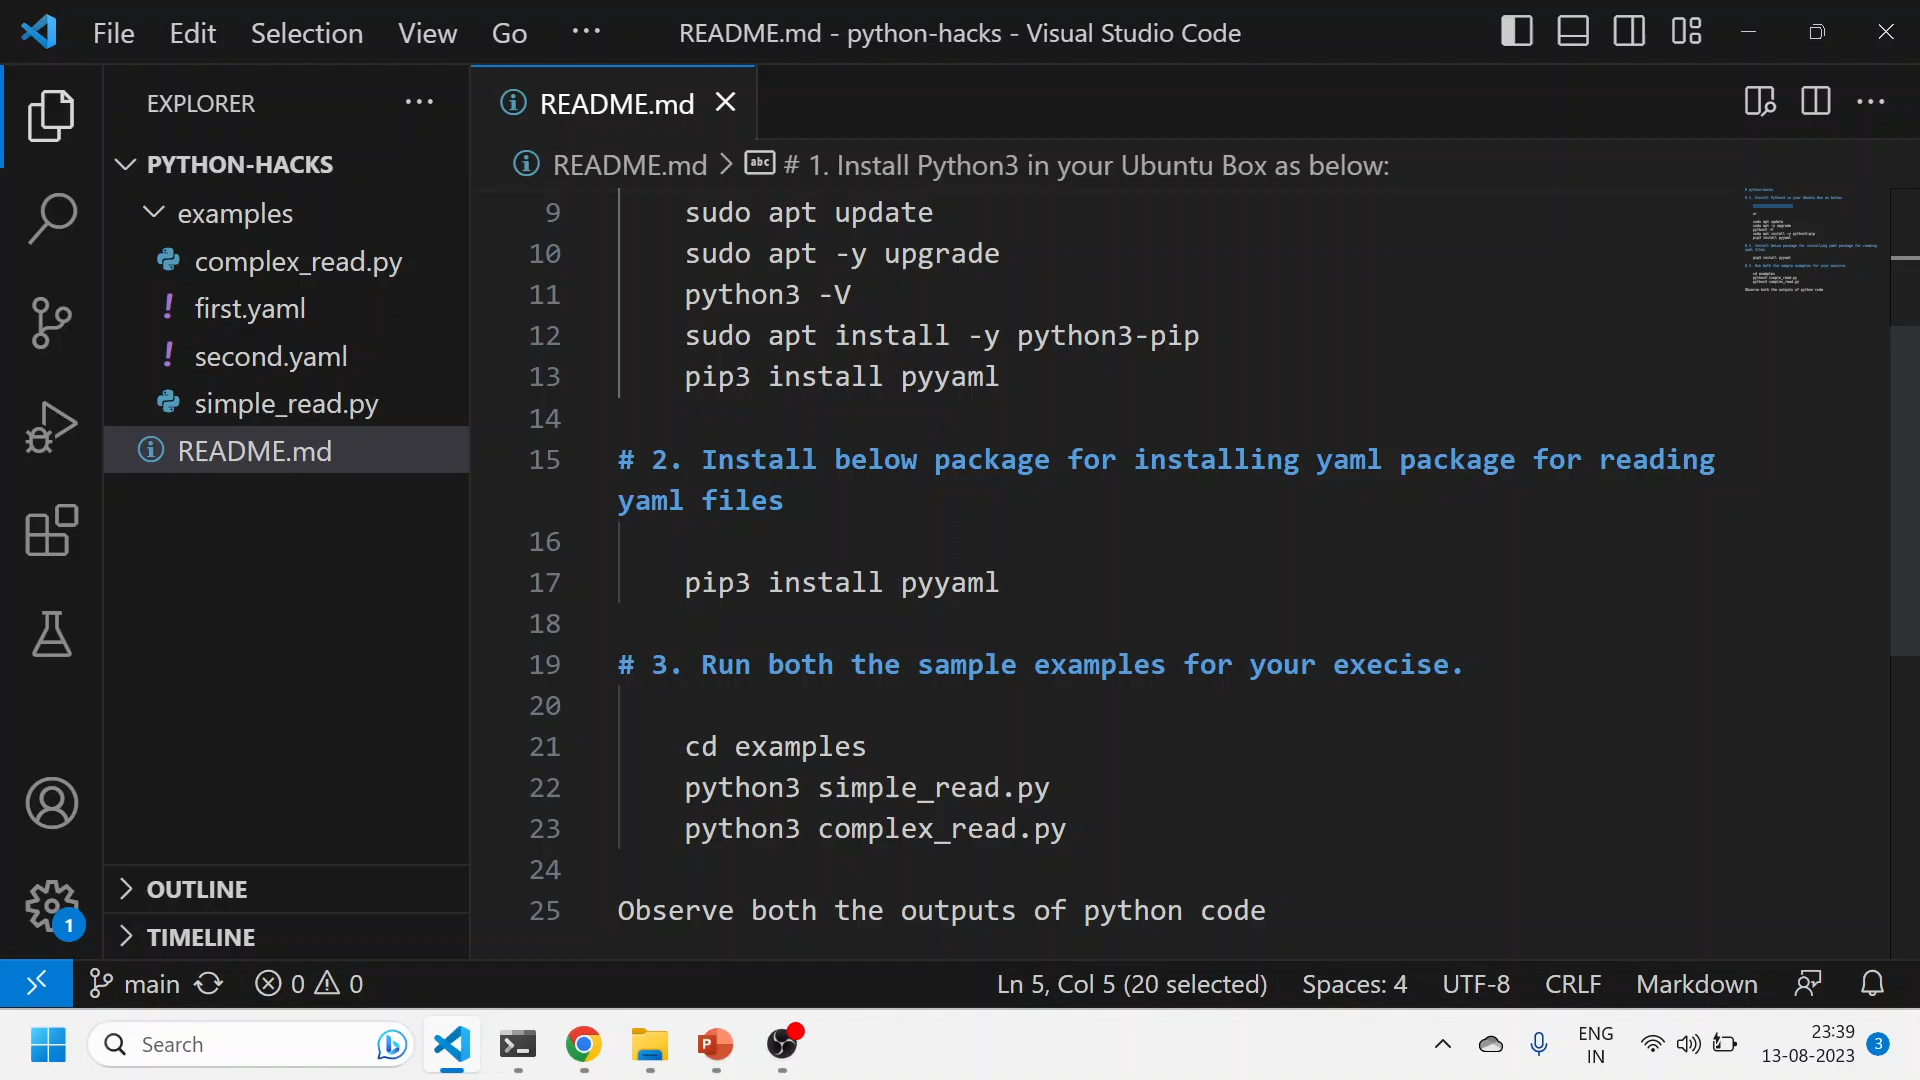 File Edit Selection View Go ··· README.md - python-hacks - Visual Studio Code
EXPLORER ···
README.md
PYTHON-HACKS
README.md > abc # 1. Install Python3 in your Ubuntu Box as below:
examples
complex_read.py
first.yaml
second.yaml
simple_read.py
README.md
OUTLINE
TIMELINE
9 sudo apt update
10 sudo apt -y upgrade
11 python3 -V
12 sudo apt install -y python3-pip
13 pip3 install pyyaml
14
15 # 2. Install below package for installing yaml package for reading
yaml files
16
17 pip3 install pyyaml
18
19 # 3. Run both the sample examples for your execise.
20
21 cd examples
22 python3 simple_read.py
23 python3 complex_read.py
24
25 Observe both the outputs of python code
1
main 0 0 Ln 5, Col 5 (20 selected) Spaces: 4 UTF-8 CRLF Markdown
Search
P
ENG
IN
23:39
13-08-2023
3